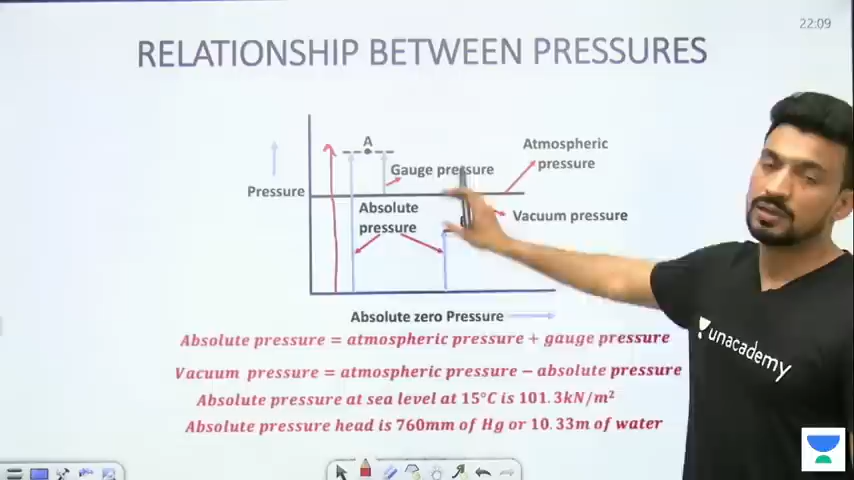 22:09
RELATIONSHIP BETWEEN PRESSURES
A
Atmospheric
pressure
Gauge pressure
Pressure
Absolute
pressure
Vacuum pressure
Absolute zero Pressure
Absolute pressure = atmospheric pressure + gauge pressure
Vacuum pressure = atmospheric pressure − absolute pressure
Absolute pressure at sea level at 15°C is 101.3kN/m²
Absolute pressure head is 760mm of Hg or 10.33m of water
unacademy